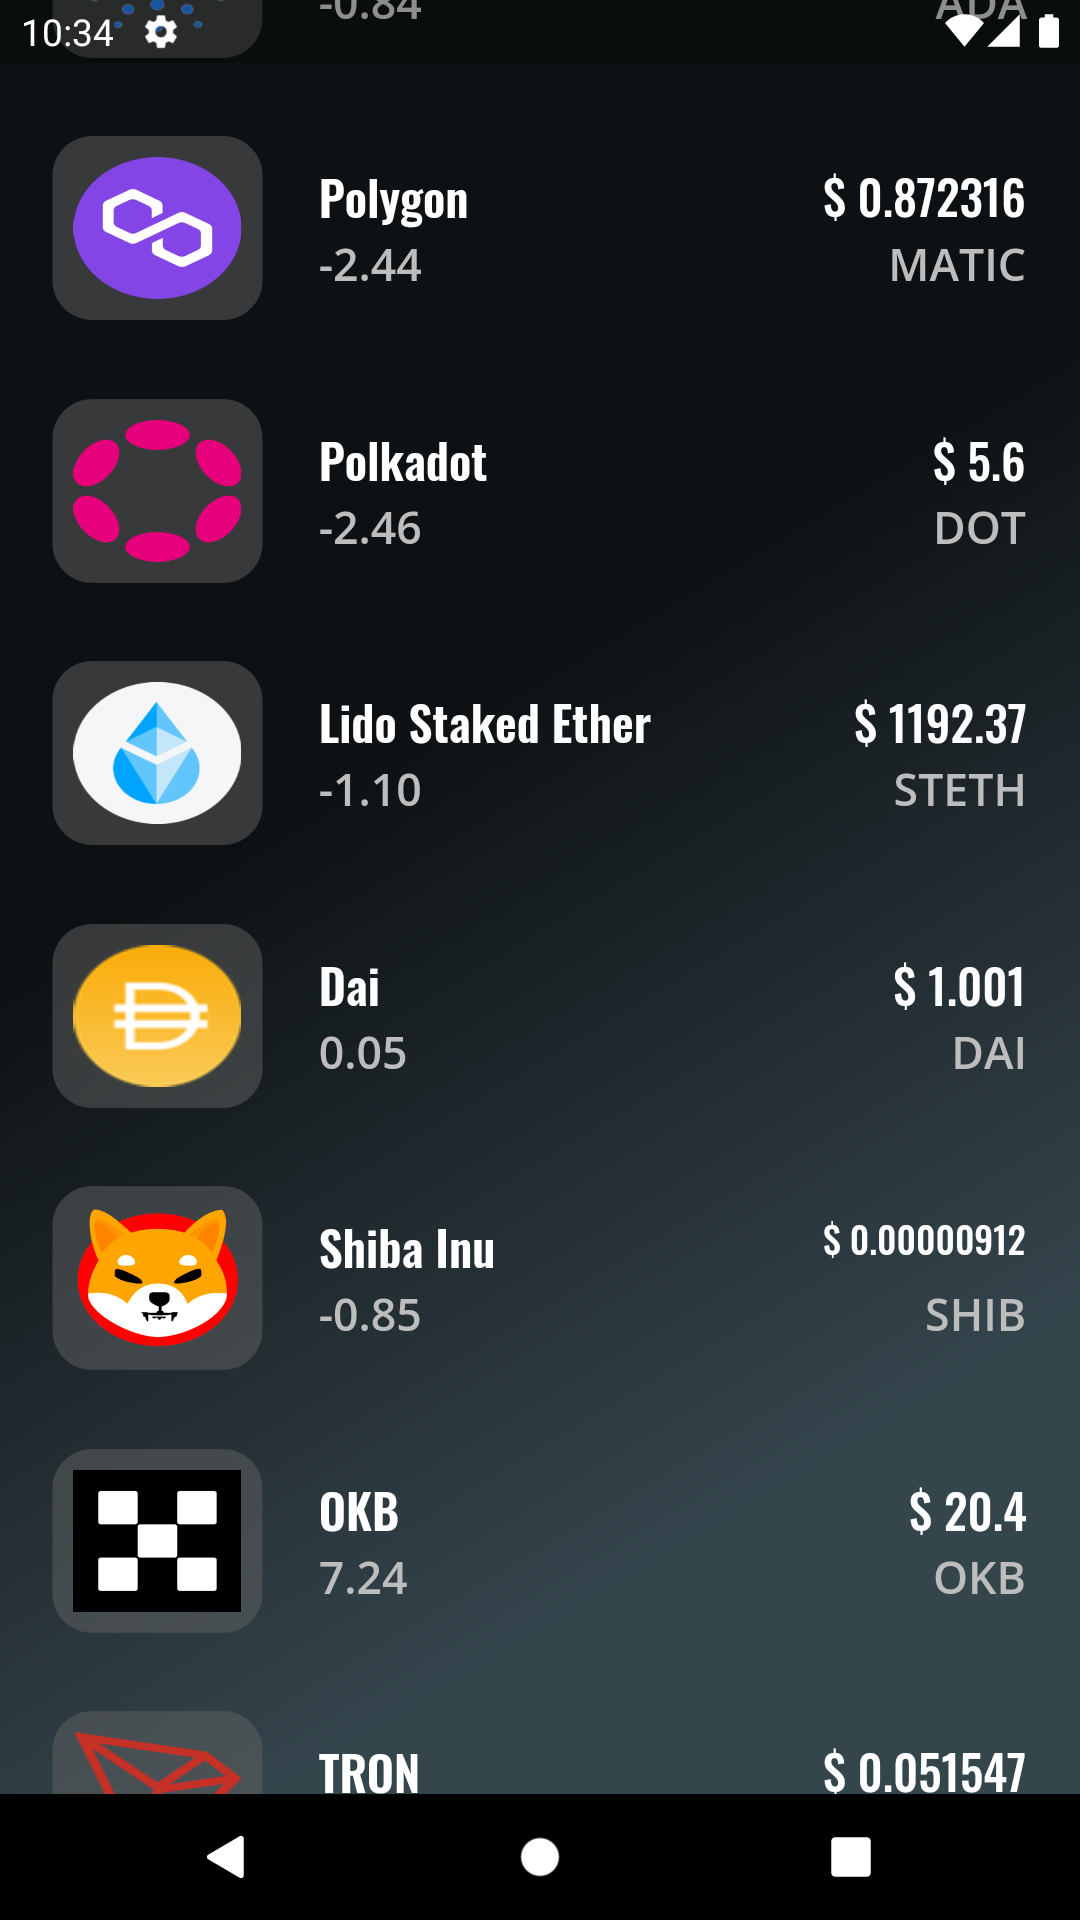 -0.84 ADA
10:34
Polygon $ 0.872316
-2.44 MATIC
Polkadot $ 5.6
-2.46 DOT
Lido Staked Ether $ 1192.37
-1.10 STETH
Dai $ 1.001
0.05 DAI
Shiba Inu $ 0.00000912
-0.85 SHIB
OKB $ 20.4
7.24 OKB
TRON $ 0.051547